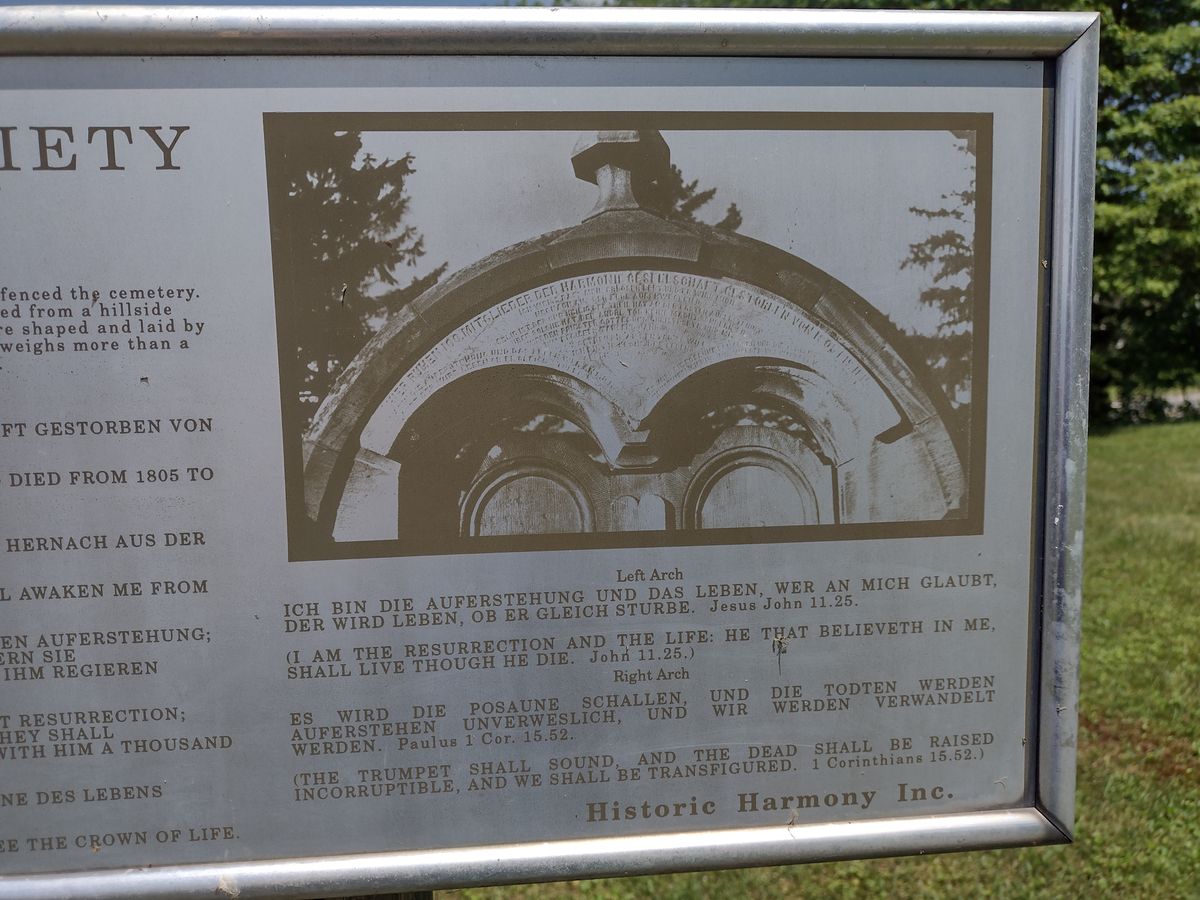 IETY
fenced the cemetery.
ed from a hillside
re shaped and laid by
weighs more than a
FT GESTORBEN VON
DIED FROM 1805 TO
HERNACH AUS DER
L AWAKEN ME FROM
EN AUFERSTEHUNG;
ERN SIE
IHM REGIEREN
T RESURRECTION;
HEY SHALL
WITH HIM A THOUSAND
NE DES LEBENS
EE THE CROWN OF LIFE.
MITGLIEDER DER HARMONIE GESELLSCHAFT GESTORBEN VON
Left Arch
ICH BIN DIE AUFERSTEHUNG UND DAS LEBEN, WER AN MICH GLAUBT,
DER WIRD LEBEN, OB ER GLEICH STURBE. Jesus John 11.25.
(I AM THE RESURRECTION AND THE LIFE: HE THAT BELIEVETH IN ME,
SHALL LIVE THOUGH HE DIE. John 11.25.)
Right Arch
ES WIRD DIE POSAUNE SCHALLEN, UND DIE TODTEN WERDEN
AUFERSTEHEN UNVERWESLICH, UND WIR WERDEN VERWANDELT
WERDEN. Paulus 1 Cor. 15.52.
(THE TRUMPET SHALL SOUND, AND THE DEAD SHALL BE RAISED
INCORRUPTIBLE, AND WE SHALL BE TRANSFIGURED. 1 Corinthians 15.52.)
Historic Harmony Inc.